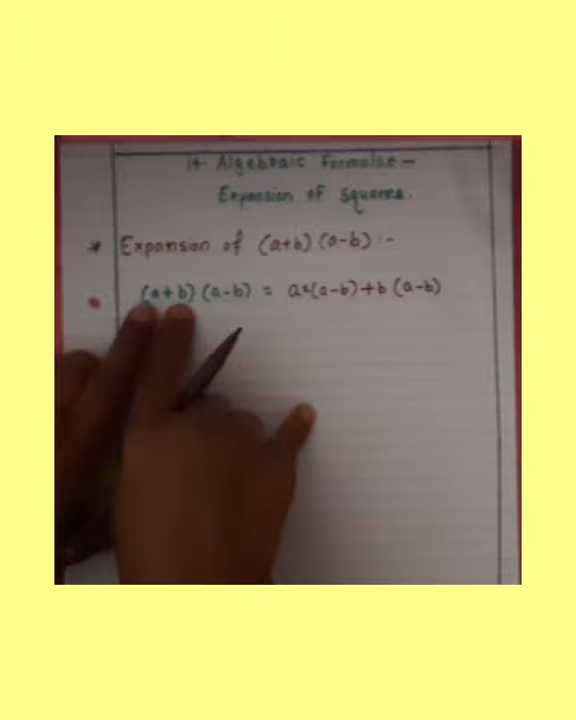 14 Algebraic Formulae -
Expansion of Squares.
* Expansion of (a+b) (a-b) :-
(a+b) (a-b) = a×(a-b)+b (a-b)